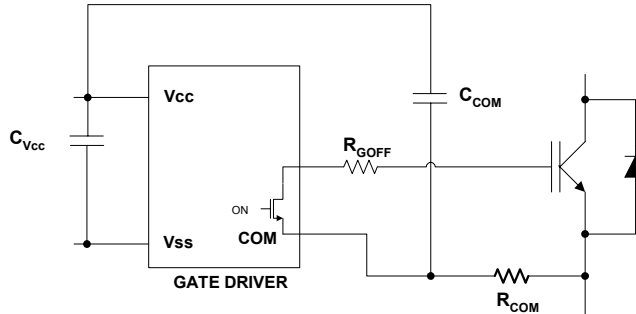 Vcc
C_COM
C_Vcc
R_GOFF
ON
Vss
COM
GATE DRIVER
R_COM